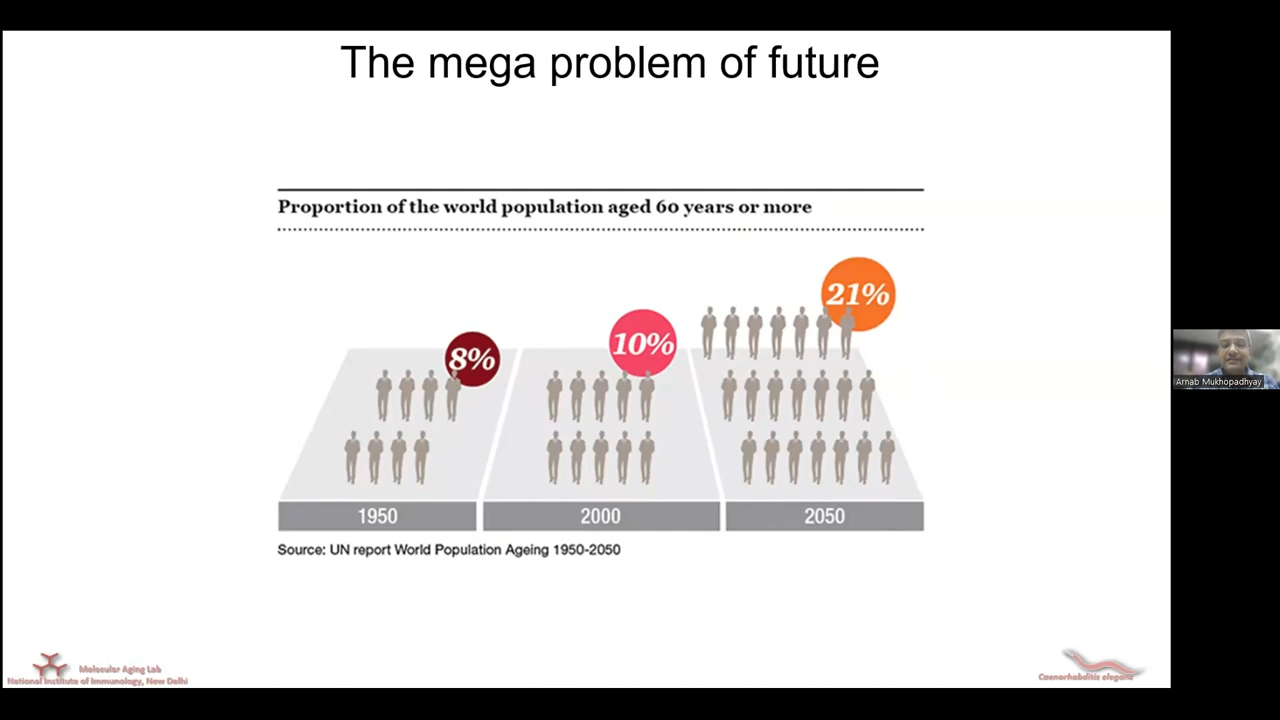 The mega problem of future
Proportion of the world population aged 60 years or more
8%
10%
21%
1950
2000
2050
Source: UN report World Population Ageing 1950-2050
Molecular Aging Lab
National Institute of Immunology, New Delhi
Caenorhabditis elegans
Arnab Mukhopadhyay